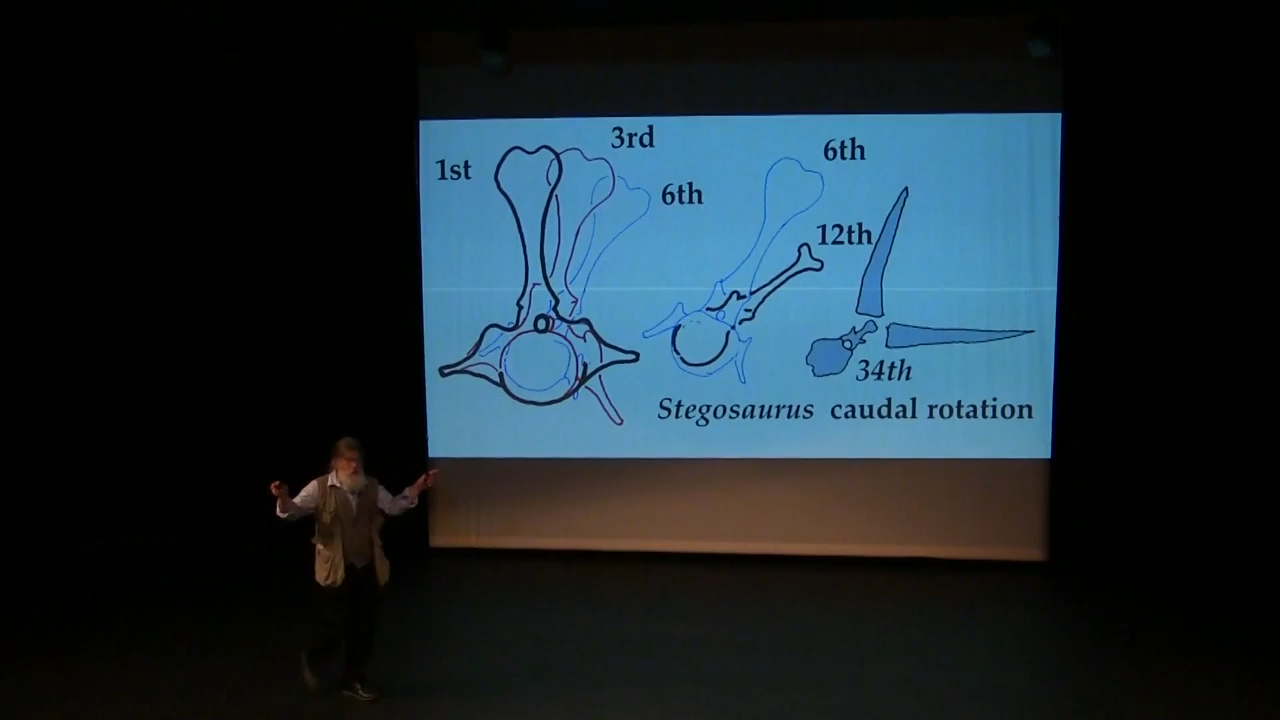 1st
3rd
6th
6th
12th
34th
Stegosaurus caudal rotation